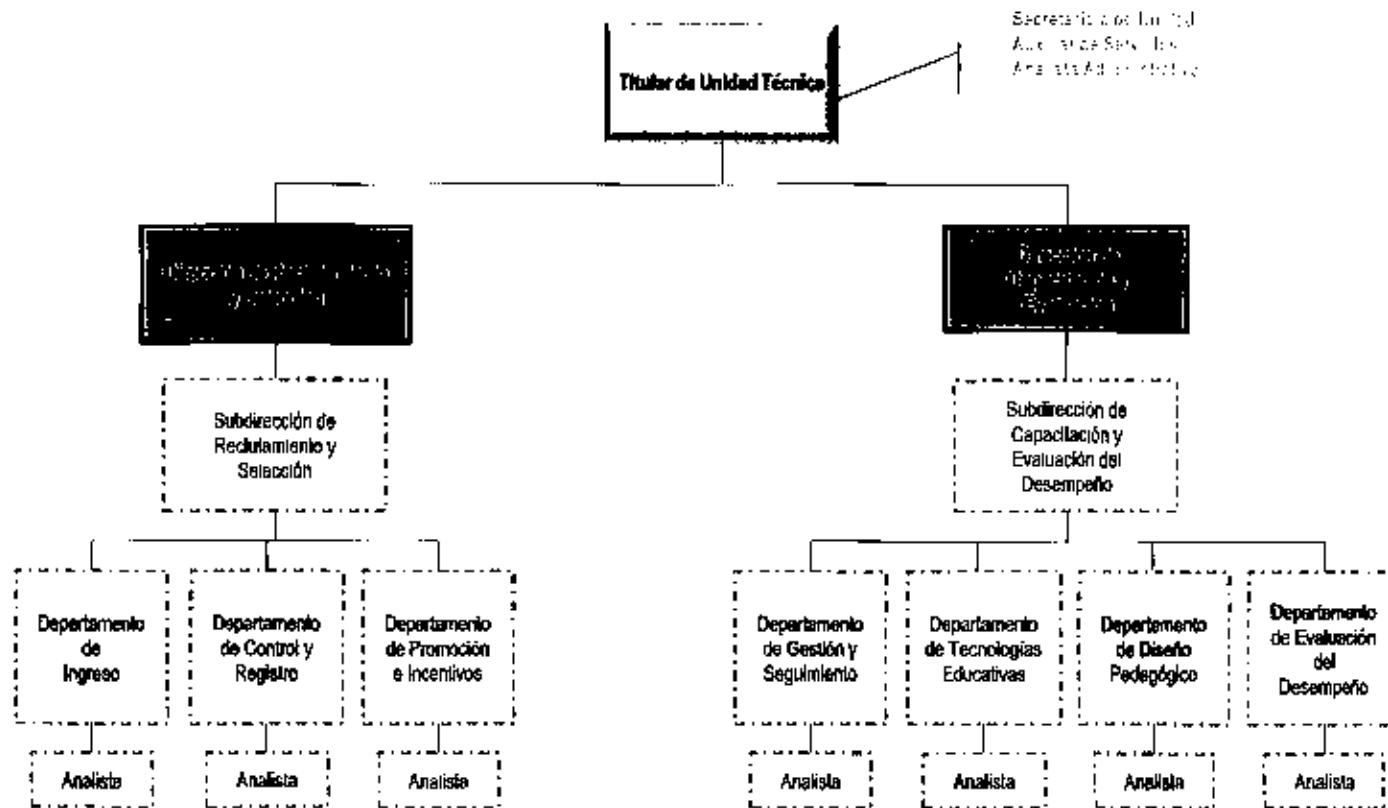 Titular de Unidad Técnica
Subdirección de
Reclutamiento y
Selección
Subdirección de
Capacitación y
Evaluación del
Desempeño
Departamento
de
Ingreso
Departamento
de Control y
Registro
Departamento
de Promoción
e Incentivos
Departamento
de Gestión y
Seguimiento
Departamento
de Tecnologías
Educativas
Departamento
de Diseño
Pedagógico
Departamento
de Evaluación
del
Desempeño
Analista
Analista
Analista
Analista
Analista
Analista
Analista